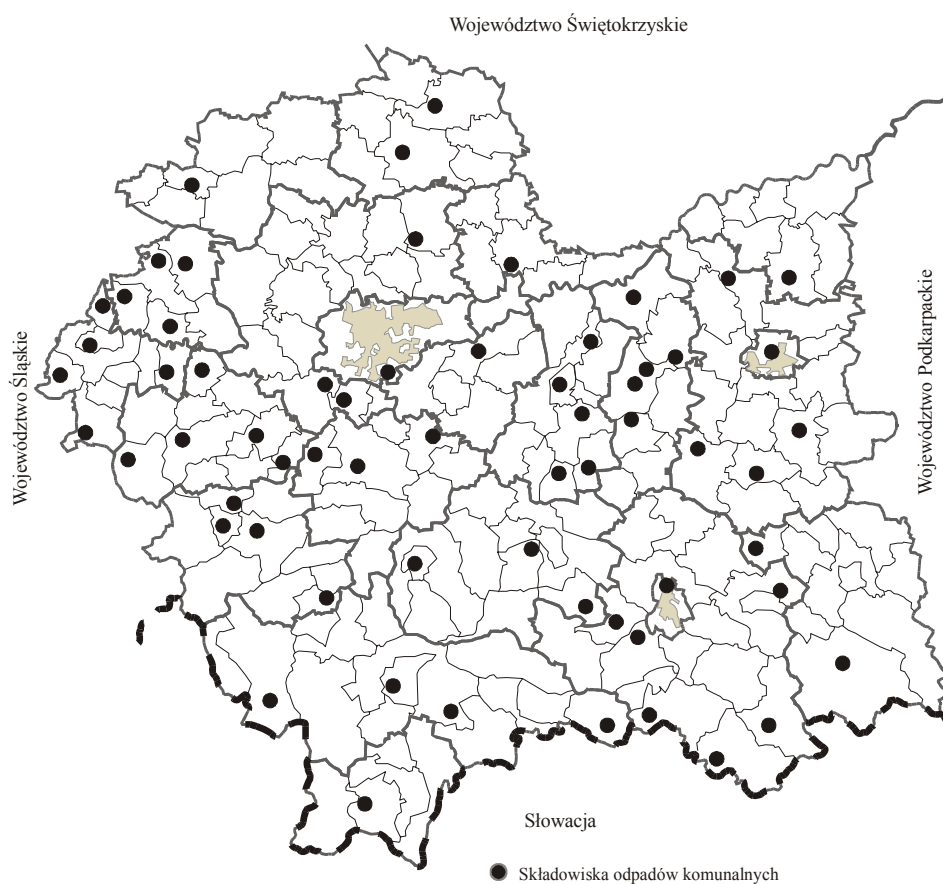 Województwo Świętokrzyskie
Województwo Śląskie
Województwo Podkarpackie
Słowacja
Składowiska odpadów komunalnych